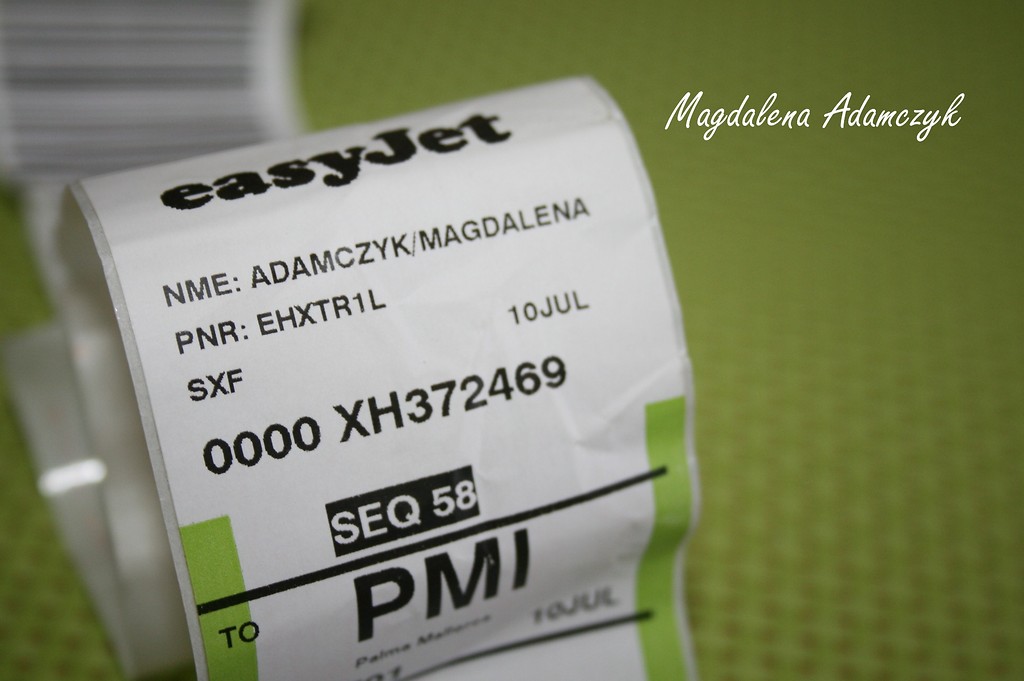 Magdalena Adamczyk
easyJet
NME: ADAMCZYK/MAGDALENA
PNR: EHXTR1L 10JUL
SXF
0000 XH372469
SEQ 58
TO PMI 10JUL
Palma Mallorca